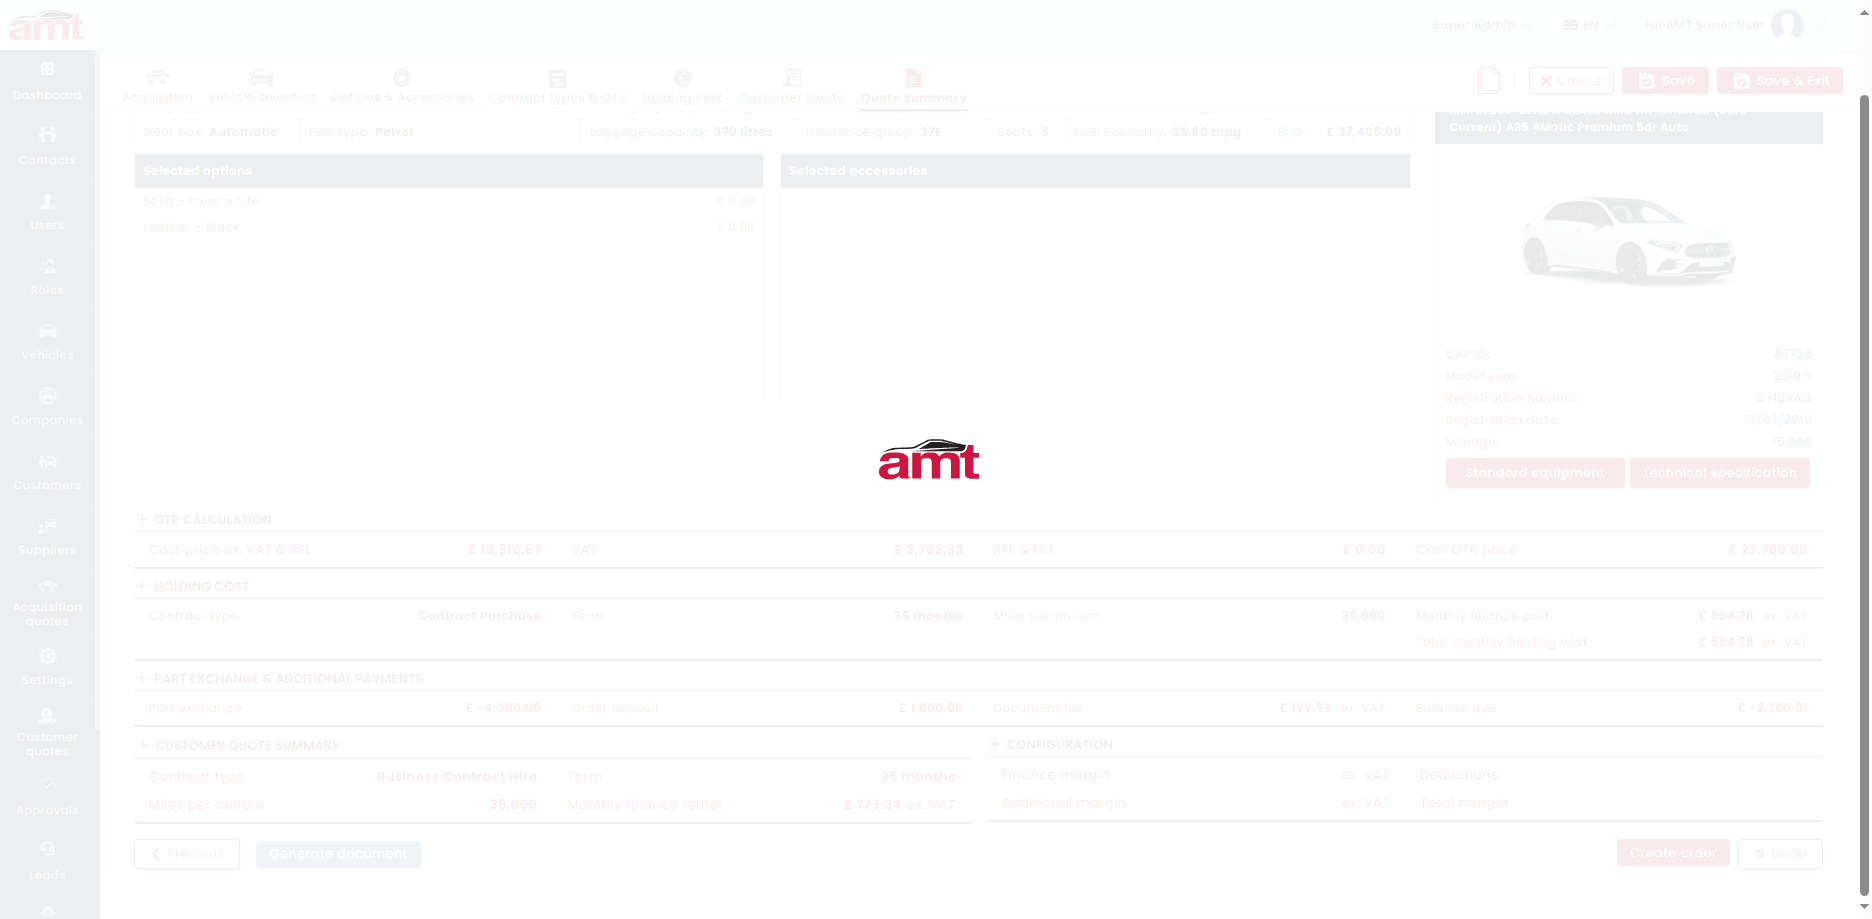 amt
Super Admin EN Hi! AMT Super User
Acquisition Vehicle selection Options & Accessories Contract types & OTR Holding cost Customer Quote Quote summary
Cancel Save Save & Exit
Dashboard
Contacts
Users
Roles
Vehicles
Companies
Customers
Suppliers
Acquisition
quotes
Settings
Customer
quotes
Approvals
Leads
Gear box: Automatic Fuel type: Petrol Luggage capacity: 370 litres Insurance group: 37E Seats: 5 Fuel economy: 35.80 mpg P11D: £ 37,405.00
Current) A35 4Matic Premium 5dr Auto
Selected options Selected accessories
Solid - Polar white £ 0.00
Leather - Black £ 0.00
CAP ID: 87736
Model year: 2019.5
Registration number: GY19XAG
Registration date: 13/03/2019
Mileage: 15,000
Standard equipment Technical specification
amt
+ OTR CALCULATION
Cost price ex. VAT & RFL £ 18,916.67 VAT £ 3,783.33 RFL & FRF £ 0.00 Cost OTR price £ 22,700.00
+ HOLDING COST
Contract type Contract Purchase Term 35 months Miles per annum 35,000 Monthly finance cost £ 594.78 ex. VAT
Total monthly holding cost £ 594.78 ex. VAT
+ PART EXCHANGE & ADDITIONAL PAYMENTS
Part exchange £ -4,000.00 Order deposit £ 1,000.00 Document fee £ 199.99 ex. VAT Balance due £ -2,760.01
+ CUSTOMER QUOTE SUMMARY + CONFIGURATION
Contract type Business Contract Hire Term 35 months Finance margin ex. VAT Deductions
Miles per annum 35,000 Monthly finance rental £ 723.34 ex. VAT Additional margin ex. VAT Total margin
Previous Generate document Create order Undo